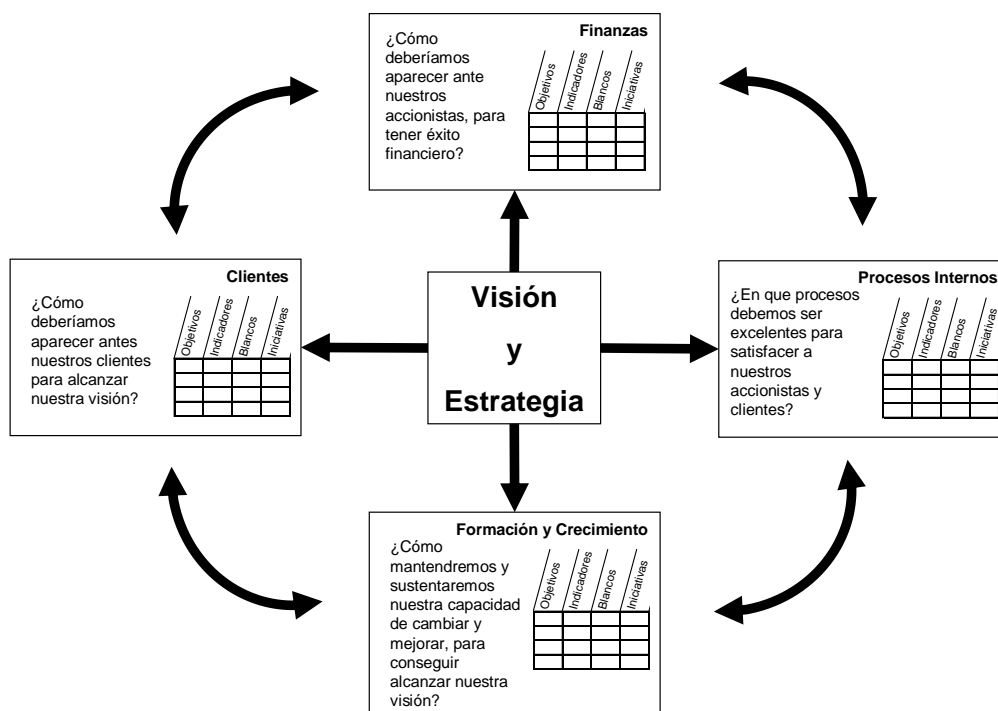 Finanzas
¿Cómo
deberíamos
aparecer ante
nuestros
accionistas, para
tener éxito
financiero?
Objetivos
Indicadores
Blancos
Iniciativas
Clientes
¿Cómo
deberíamos
aparecer antes
nuestros clientes
para alcanzar
nuestra visión?
Objetivos
Indicadores
Blancos
Iniciativas
Visión
y
Estrategia
Procesos Internos
¿En que procesos
debemos ser
excelentes para
satisfacer a
nuestros
accionistas y
clientes?
Objetivos
Indicadores
Blancos
Iniciativas
Formación y Crecimiento
¿Cómo
mantendremos y
sustentaremos
nuestra capacidad
de cambiar y
mejorar, para
conseguir
alcanzar nuestra
visión?
Objetivos
Indicadores
Blancos
Iniciativas